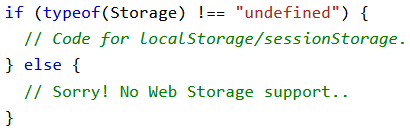 if (typeof(Storage) !== "undefined") {
  // Code for localStorage/sessionStorage.
} else {
  // Sorry! No Web Storage support..
}